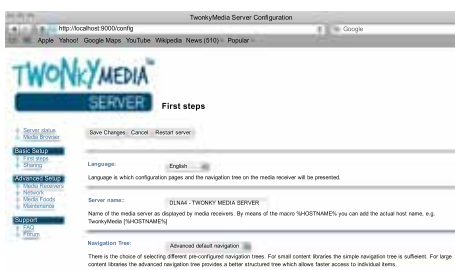 TwonkyMedia Server Configuration
http://localhost:9000/config
Google
Apple Yahoo! Google Maps YouTube Wikipedia News (510) Popular
TWONKYMEDIA
SERVER
First steps
Server status
Media Browser
Save Changes Cancel Restart server
Basic Setup
First steps
Sharing
Language:
English
Language in which configuration pages and the navigation tree on the media receiver will be presented.
Advanced Setup
Media Receivers
Network
Media Foods
Maintenance
Server name::
DLNA4 - TWONKY MEDIA SERVER
Name of the media server as displayed by media receivers. By means of the macro %HOSTNAME% you can add the actual host name, e.g.
TwonkyMedia [%HOSTNAME%]
Support
FAQ
Navigation Tree:
Advanced default navigation
There is the choice of selecting different pre-configured navigation trees. For small content libraries the simple navigation tree is suffieient. For large
content libraries the advanced navigation tree provides a better structured tree which allows faster access to individual items.